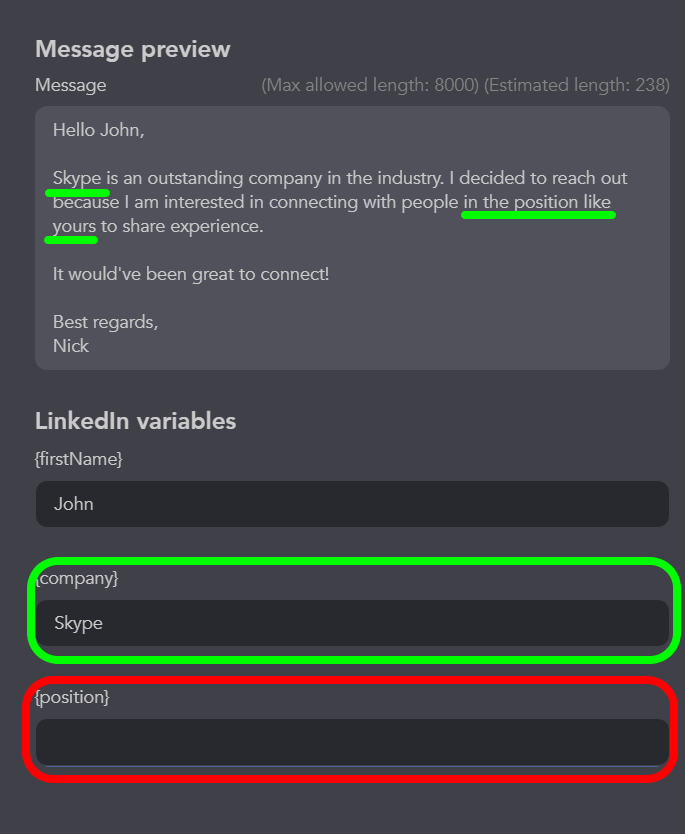 Message preview
Message (Max allowed length: 8000) (Estimated length: 238)
Hello John,
Skype is an outstanding company in the industry. I decided to reach out
because I am interested in connecting with people in the position like
yours to share experience.
It would've been great to connect!
Best regards,
Nick
LinkedIn variables
{firstName}
John
{company}
Skype
{position}